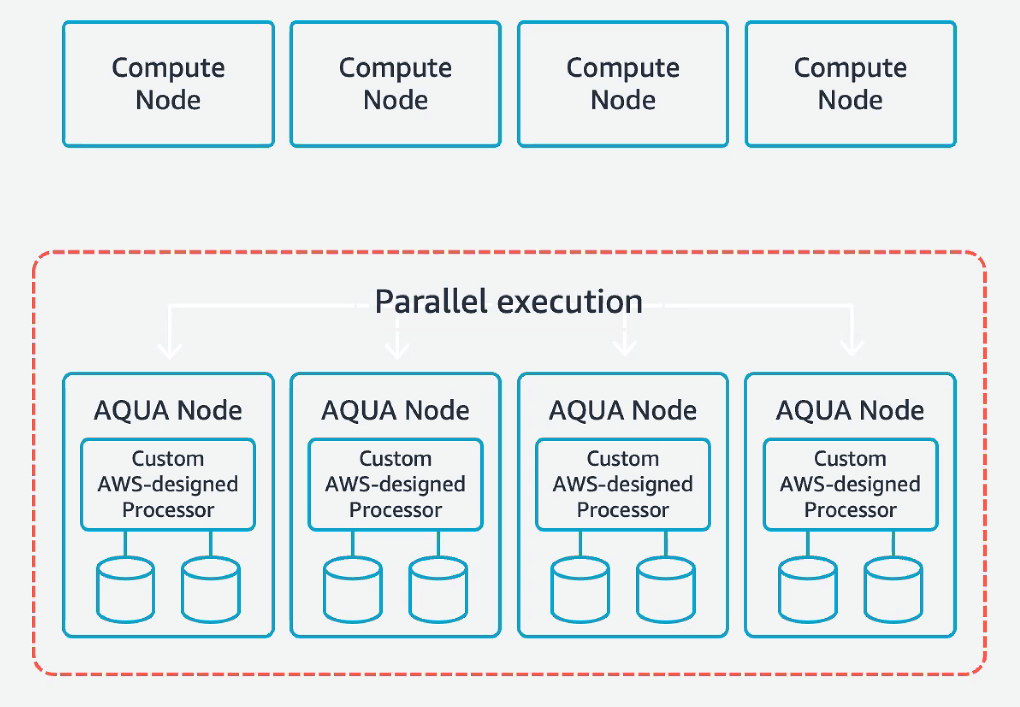 Compute
Node
Compute
Node
Compute
Node
Compute
Node
Parallel execution
AQUA Node
Custom
AWS-designed
Processor
AQUA Node
Custom
AWS-designed
Processor
AQUA Node
Custom
AWS-designed
Processor
AQUA Node
Custom
AWS-designed
Processor